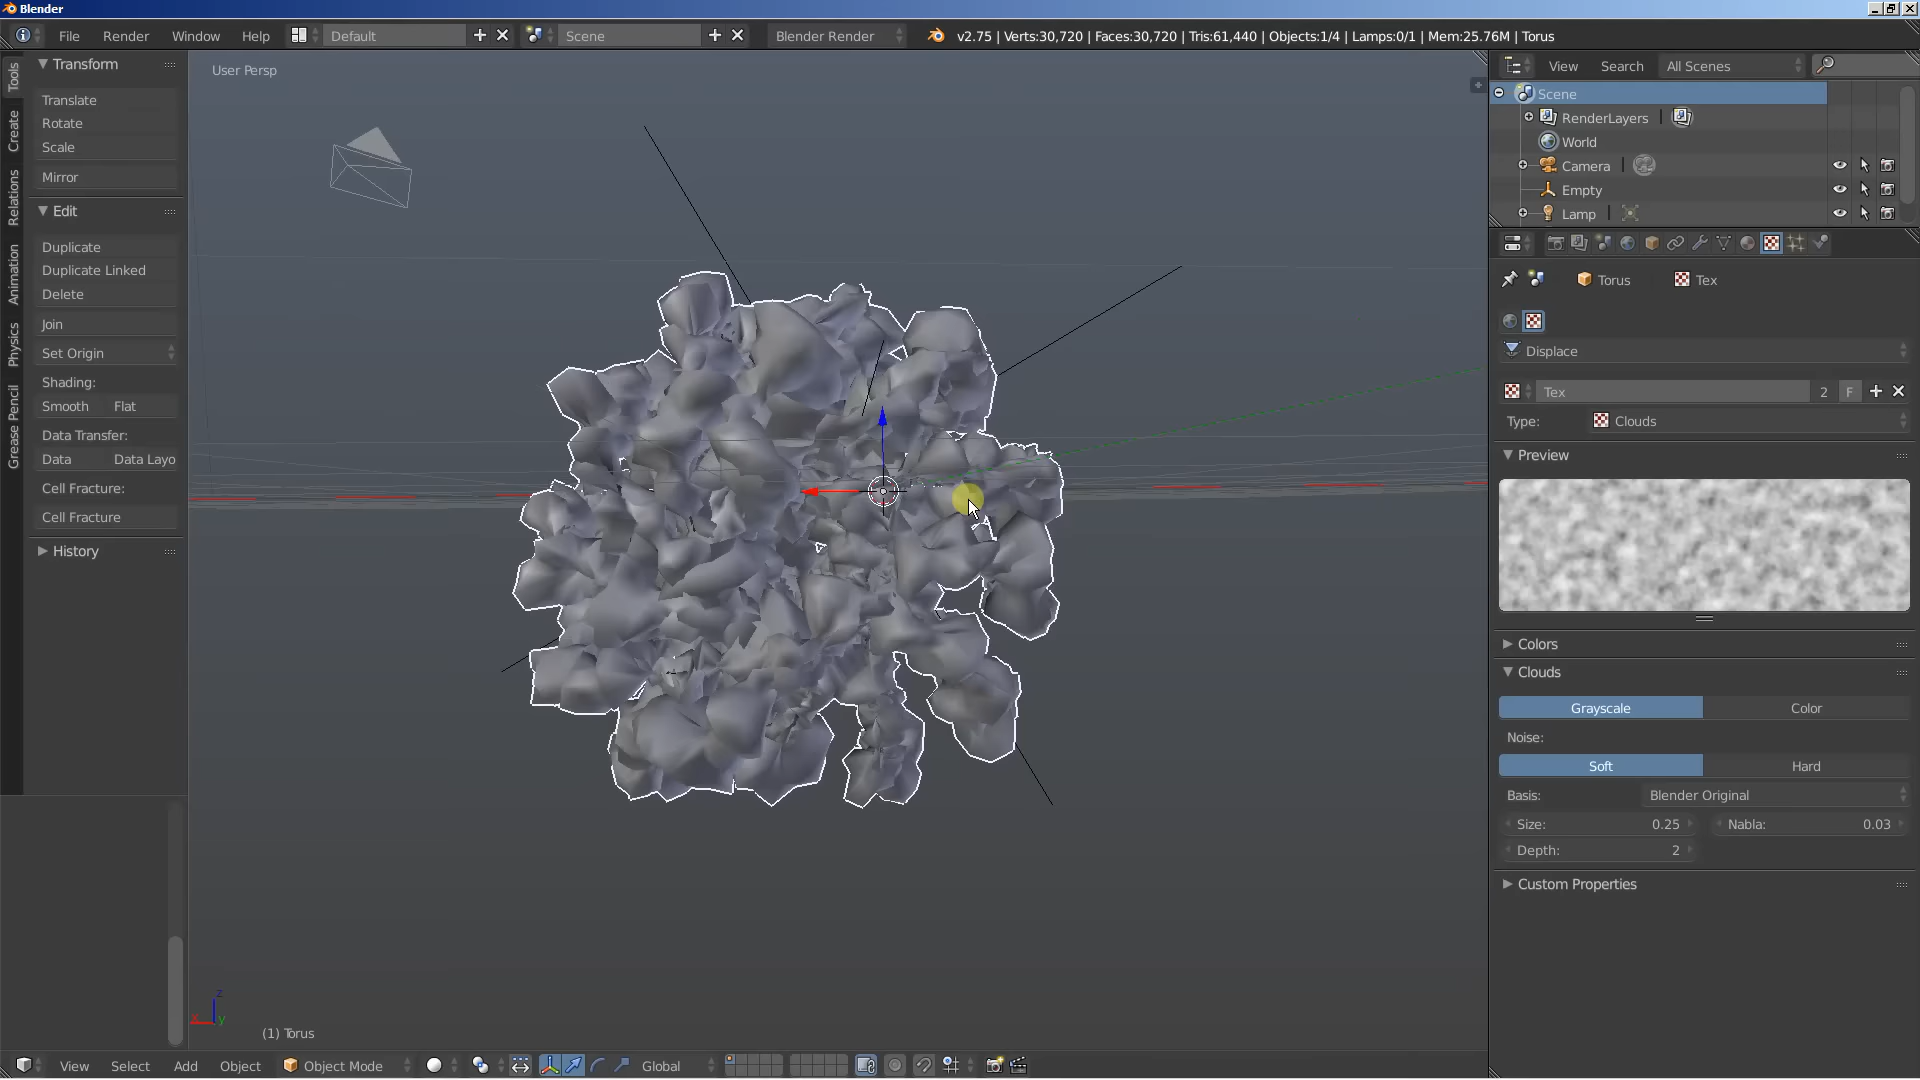 Blender
File Render Window Help Default Scene Blender Render v2.75 | Verts:30,720 | Faces:30,720 | Tris:61,440 | Objects:1/4 | Lamps:0/1 | Mem:25.76M | Torus
Tools
Create
Relations
Animation
Physics
Grease Pencil
Transform
Translate
Rotate
Scale
Mirror
Edit
Duplicate
Duplicate Linked
Delete
Join
Set Origin
Shading:
Smooth Flat
Data Transfer:
Data Data Layo
Cell Fracture:
Cell Fracture
History
User Persp
z
x y
(1) Torus
View Select Add Object Object Mode Global
View Search All Scenes
Scene
RenderLayers |
World
Camera |
Empty
Lamp |
Torus Tex
Displace
Tex 2 F
Type: Clouds
Preview
Colors
Clouds
Grayscale Color
Noise:
Soft Hard
Basis: Blender Original
Size: 0.25 Nabla: 0.03
Depth: 2
Custom Properties